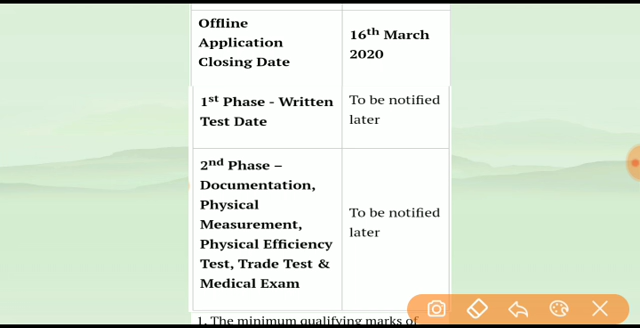 Offline
Application
Closing Date
16th March
2020
1st Phase - Written
Test Date
To be notified
later
2nd Phase –
Documentation,
Physical
Measurement,
Physical Efficiency
Test, Trade Test &
Medical Exam
To be notified
later
1. The minimum qualifying marks of